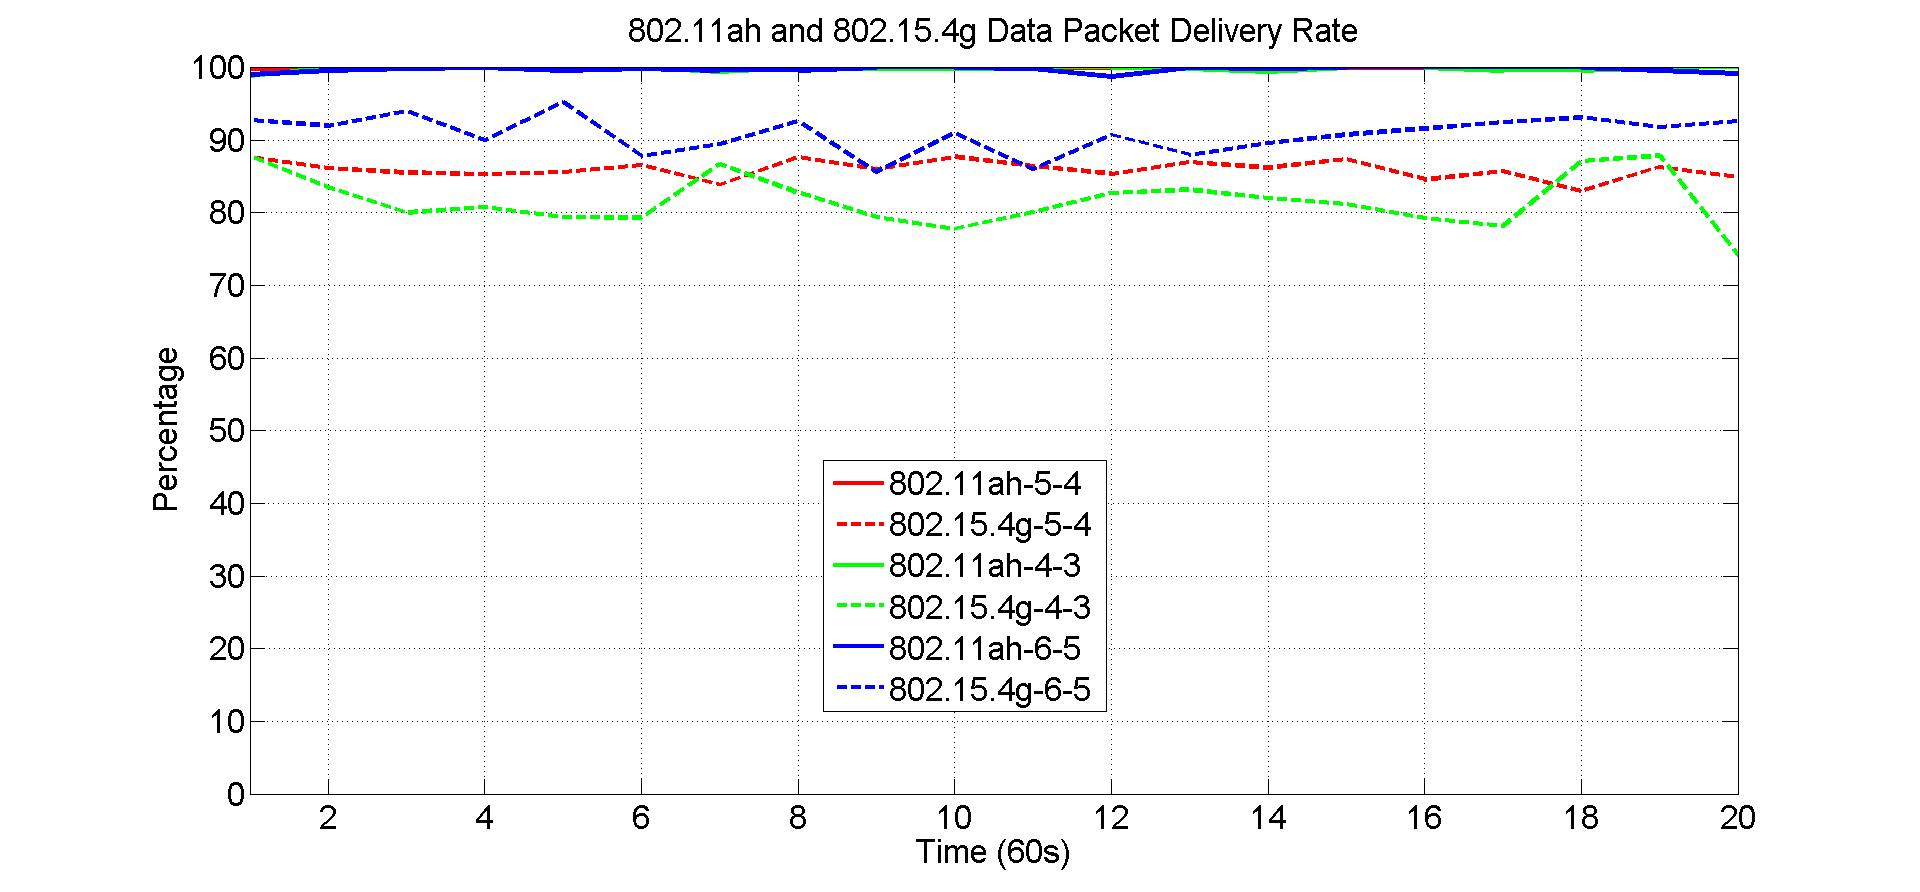 802.11ah and 802.15.4g Data Packet Delivery Rate
100
90
80
70
60
50
40
30
20
10
0
Percentage
802.11ah-5-4
802.15.4g-5-4
802.11ah-4-3
802.15.4g-4-3
802.11ah-6-5
802.15.4g-6-5
2 4 6 8 10 12 14 16 18 20
Time (60s)